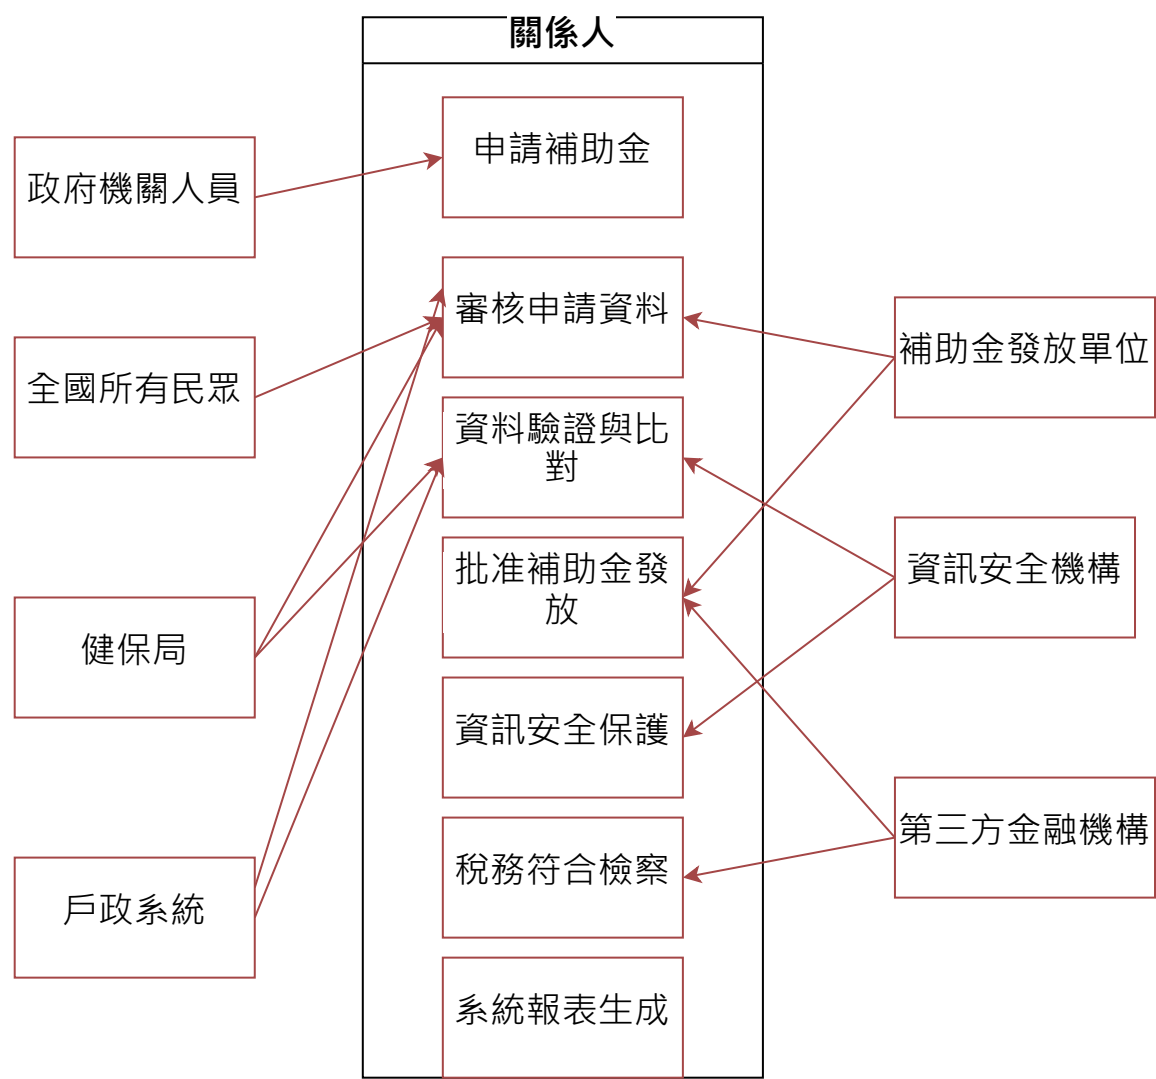 關係人
申請補助金
政府機關人員
審核申請資料
補助金發放單位
全國所有民眾
資料驗證與比
對
資訊安全機構
批准補助金發
放
健保局
資訊安全保護
第三方金融機構
稅務符合檢察
戶政系統
系統報表生成